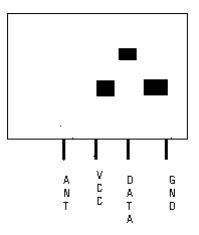 ANT
VCC
DATA
GND